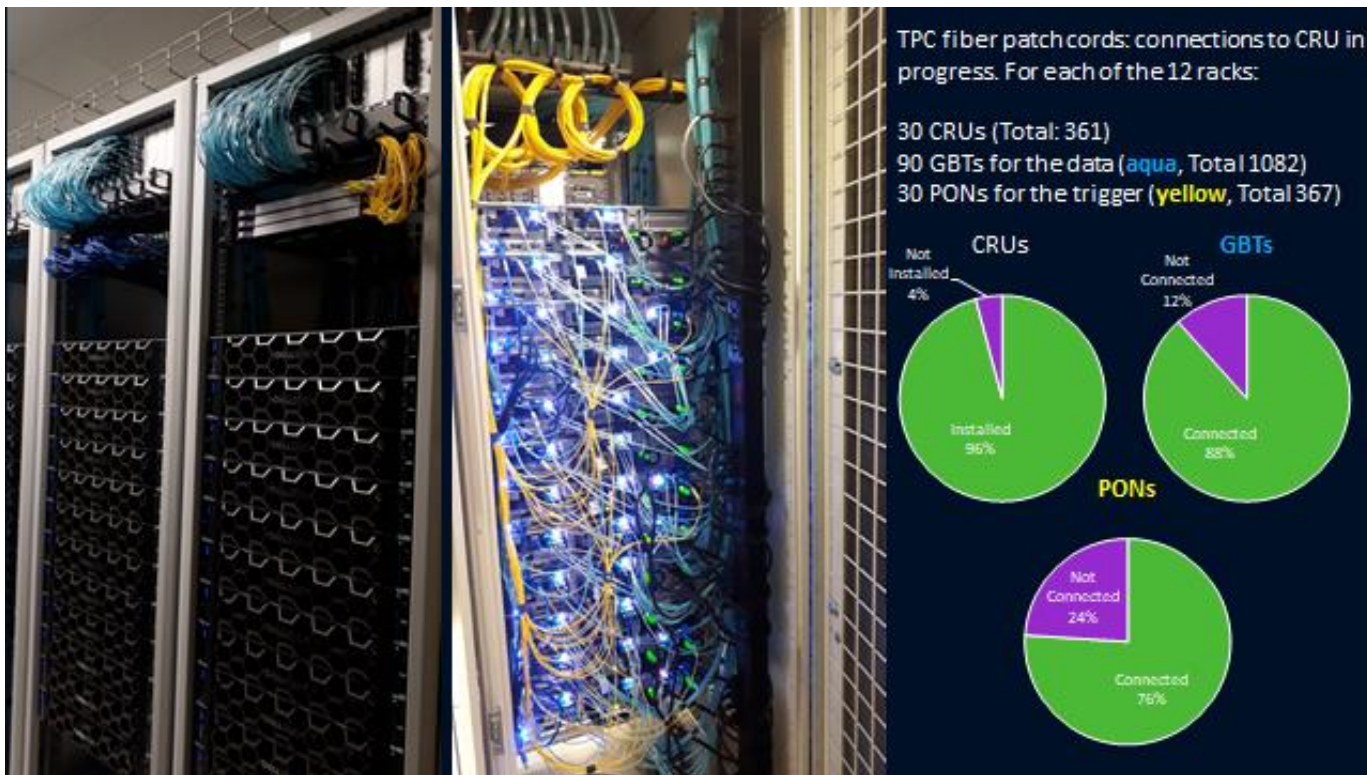 TPC fiber patch cords: connections to CRU in
progress. For each of the 12 racks:
30 CRUs (Total: 361)
90 GBTs for the data (aqua, Total 1082)
30 PONs for the trigger (yellow, Total 367)
CRUs
Not
Installed
4%
Installed
96%
GBTs
Not
Connected
12%
Connected
88%
PONs
Not
Connected
24%
Connected
76%